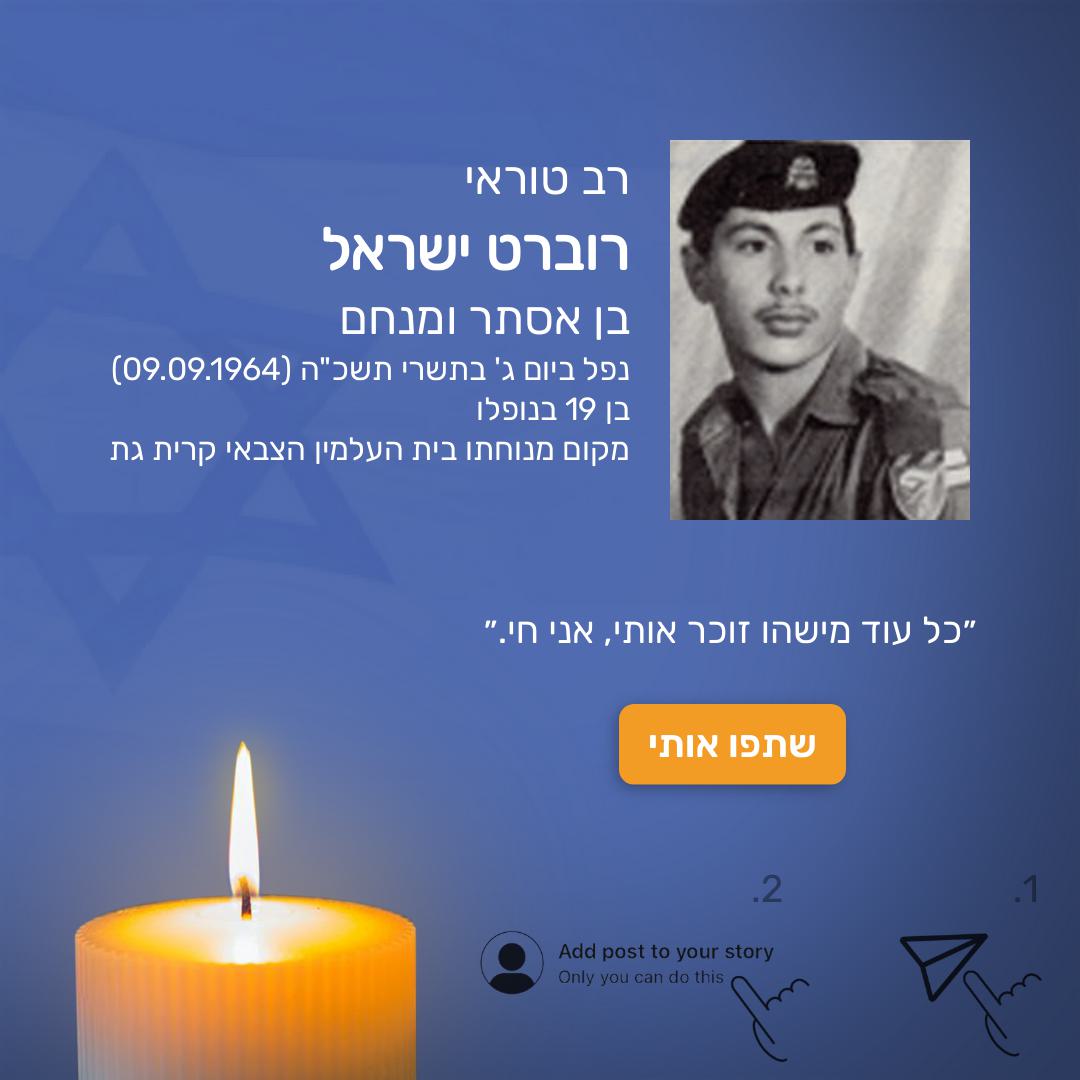 רב טוראי
רוברט ישראל
בן אסתר ומנחם
נפל ביום ג' בתשרי תשכ"ה (09.09.1964)
בן 19 בנופלו
מקום מנוחתו בית העלמין הצבאי קרית גת
״כל עוד מישהו זוכר אותי, אני חי.״
שתפו אותי
1.
2.
Add post to your story
Only you can do this